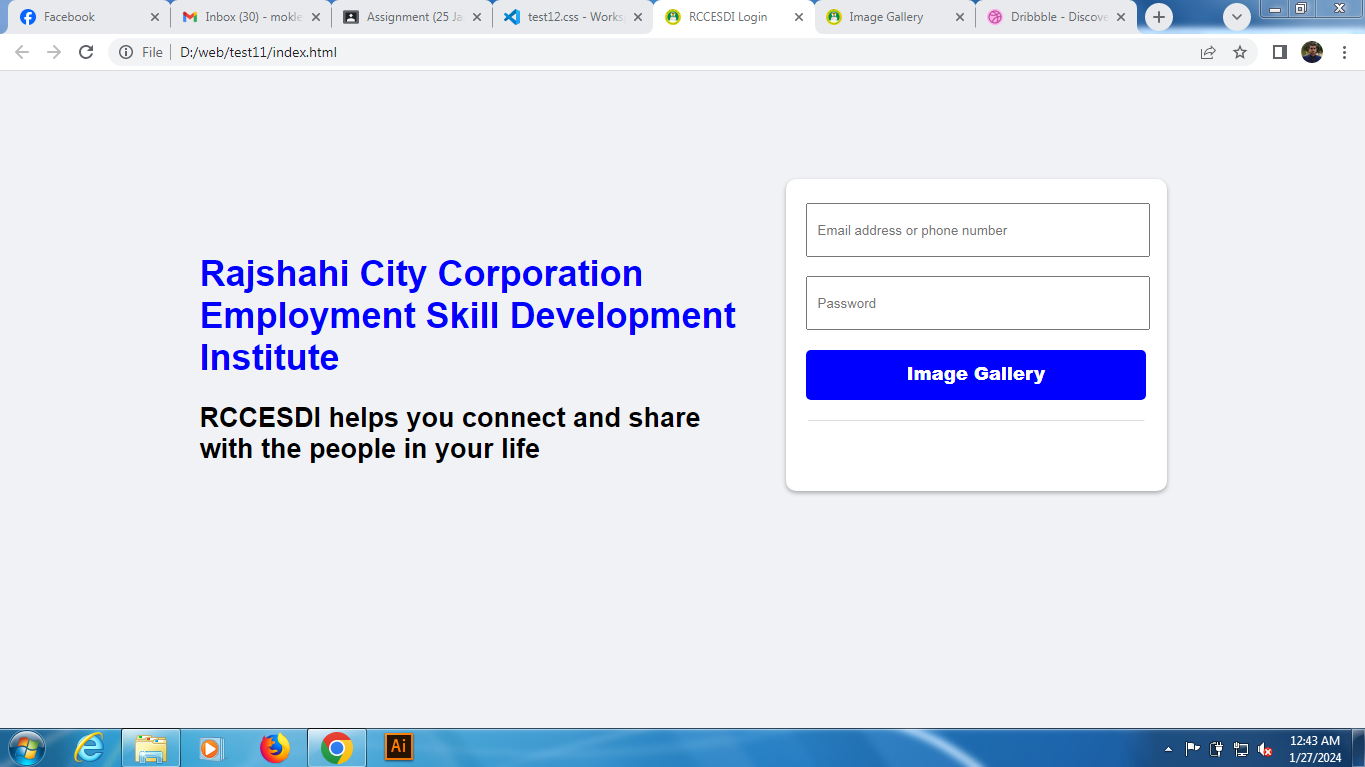 Facebook
Inbox (30) - mokle
Assignment (25 Ja
test12.css - Works
RCCESDI Login
Image Gallery
Dribbble - Discove
File
D:/web/test11/index.html
Rajshahi City Corporation
Employment Skill Development
Institute
RCCESDI helps you connect and share
with the people in your life
Email address or phone number
Password
Image Gallery
Ai
12:43 AM
1/27/2024